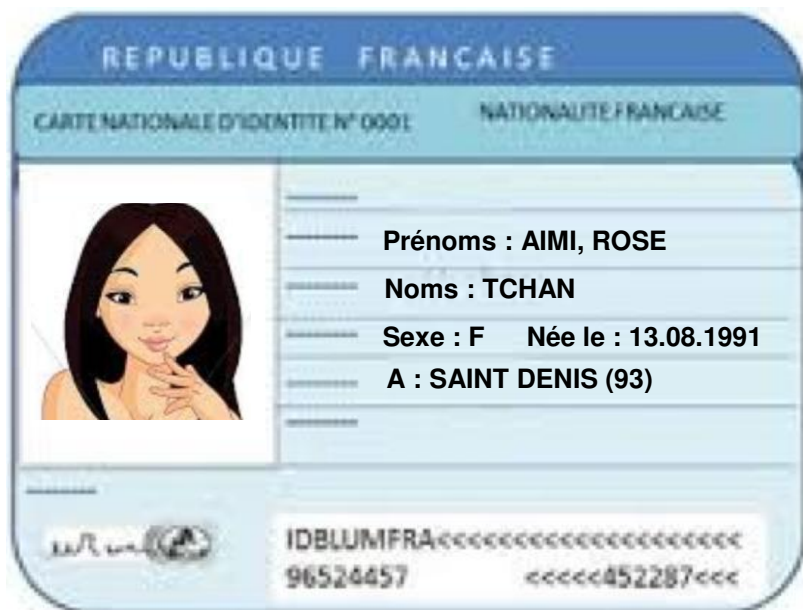 REPUBLIQUE FRANCAISE
CARTE NATIONALE D'IDENTITE N° 0001 NATIONALITE FRANCAISE
Prénoms : AIMI, ROSE
Noms : TCHAN
Sexe : F Née le : 13.08.1991
A : SAINT DENIS (93)
IDBLUMFRA<<<<<<<<<<<<<<<<<<<<<
96524457 <<<<<452287<<<